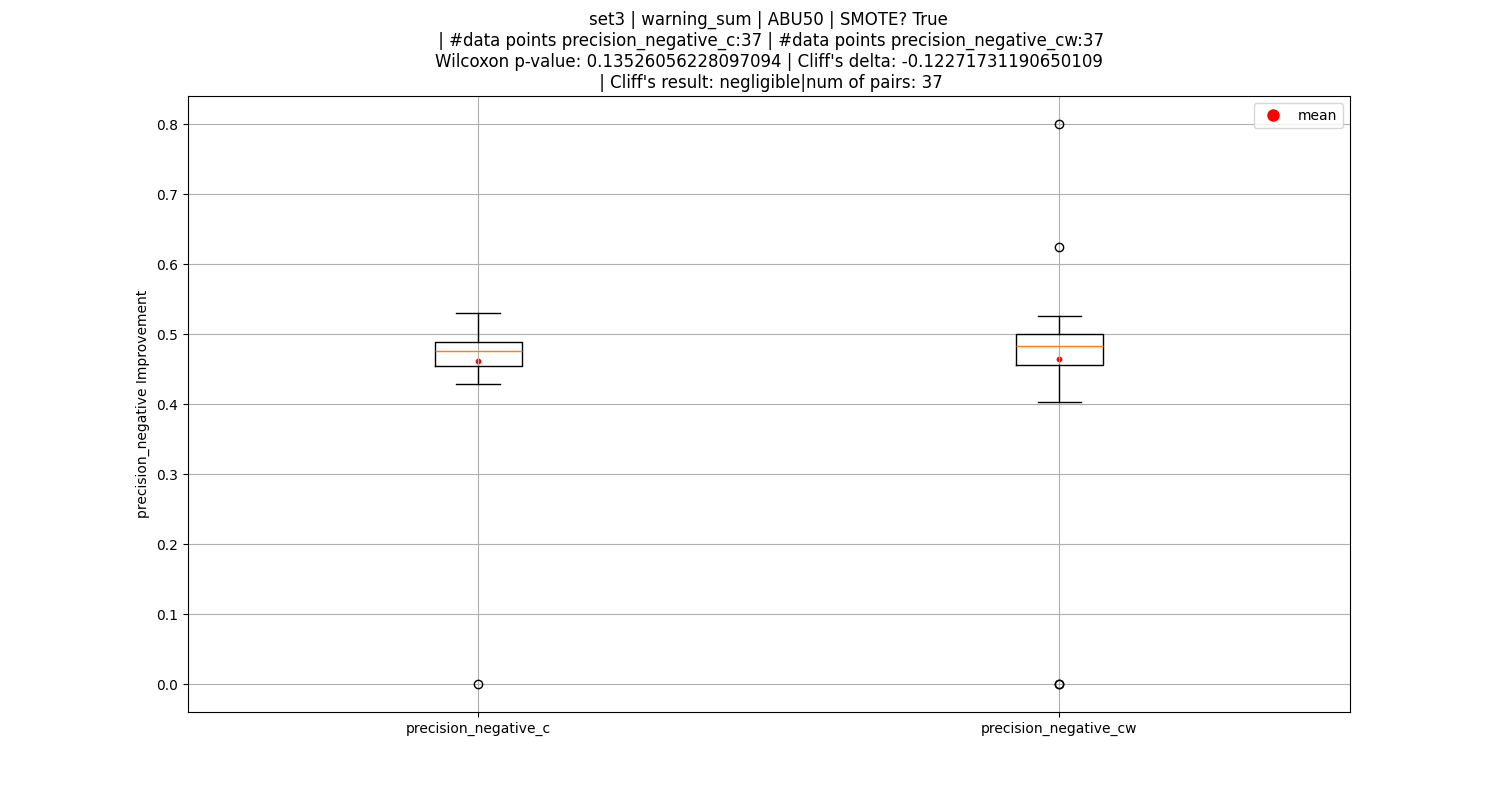 set3 | warning_sum | ABU50 | SMOTE? True
| #data points precision_negative_c:37 | #data points precision_negative_cw:37
Wilcoxon p-value: 0.13526056228097094 | Cliff's delta: -0.12271731190650109
| Cliff's result: negligible|num of pairs: 37
mean
0.8
0.7
0.6
0.5
0.4
0.3
0.2
0.1
0.0
precision_negative Improvement
precision_negative_c
precision_negative_cw